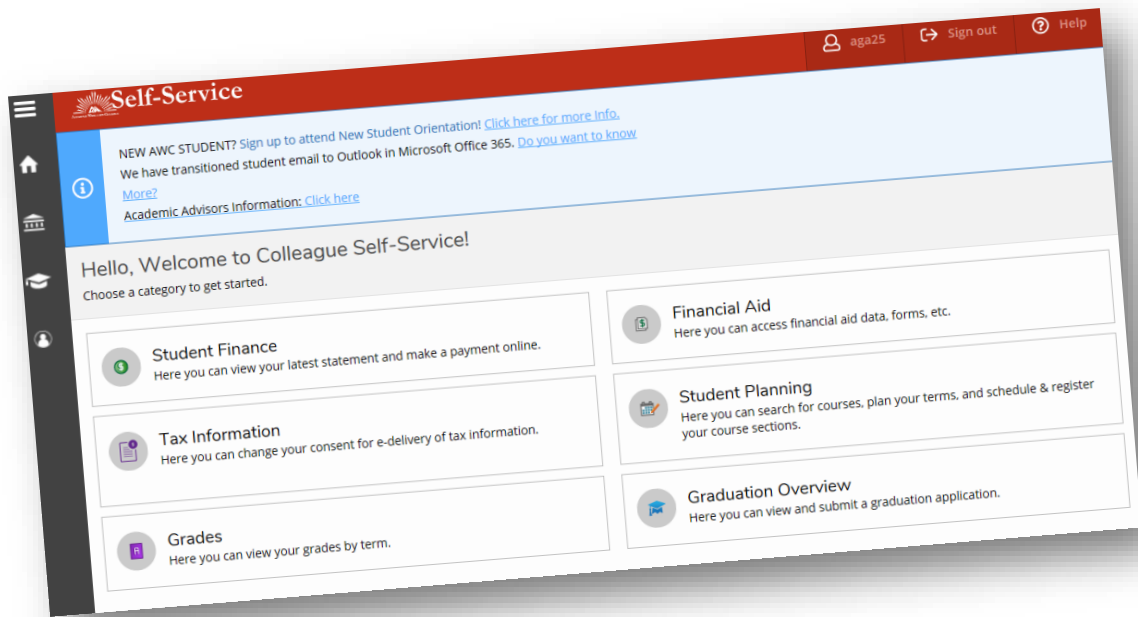 Self-Service
aga25
Sign out
Help
NEW AWC STUDENT? Sign up to attend New Student Orientation! Click here for more Info.
We have transitioned student email to Outlook in Microsoft Office 365. Do you want to know
More?
Academic Advisors Information: Click here
Hello, Welcome to Colleague Self-Service!
Choose a category to get started.
Student Finance
Here you can view your latest statement and make a payment online.
Financial Aid
Here you can access financial aid data, forms, etc.
Tax Information
Here you can change your consent for e-delivery of tax information.
Student Planning
Here you can search for courses, plan your terms, and schedule & register
your course sections.
Grades
Here you can view your grades by term.
Graduation Overview
Here you can view and submit a graduation application.